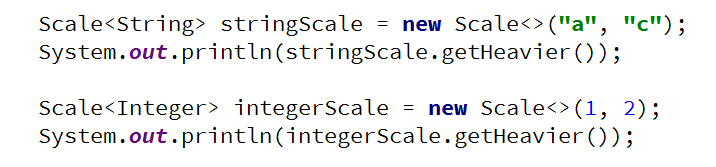 Scale<String> stringScale = new Scale<>("a", "c");
System.out.println(stringScale.getHeavier());
Scale<Integer> integerScale = new Scale<>(1, 2);
System.out.println(integerScale.getHeavier());